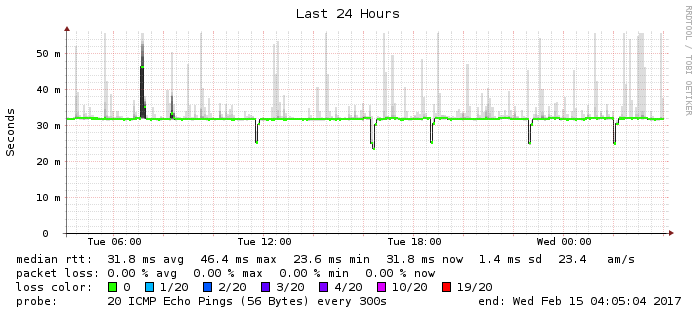 Last 24 Hours
RRDTOOL / TOBI OETIKER
Seconds
50 m
40 m
30 m
20 m
10 m
0
Tue 06:00 Tue 12:00 Tue 18:00 Wed 00:00
median rtt: 31.8 ms avg 46.4 ms max 23.6 ms min 31.8 ms now 1.4 ms sd 23.4 am/s
packet loss: 0.00 % avg 0.00 % max 0.00 % min 0.00 % now
loss color: 0 1/20 2/20 3/20 4/20 10/20 19/20
probe: 20 ICMP Echo Pings (56 Bytes) every 300s end: Wed Feb 15 04:05:04 2017